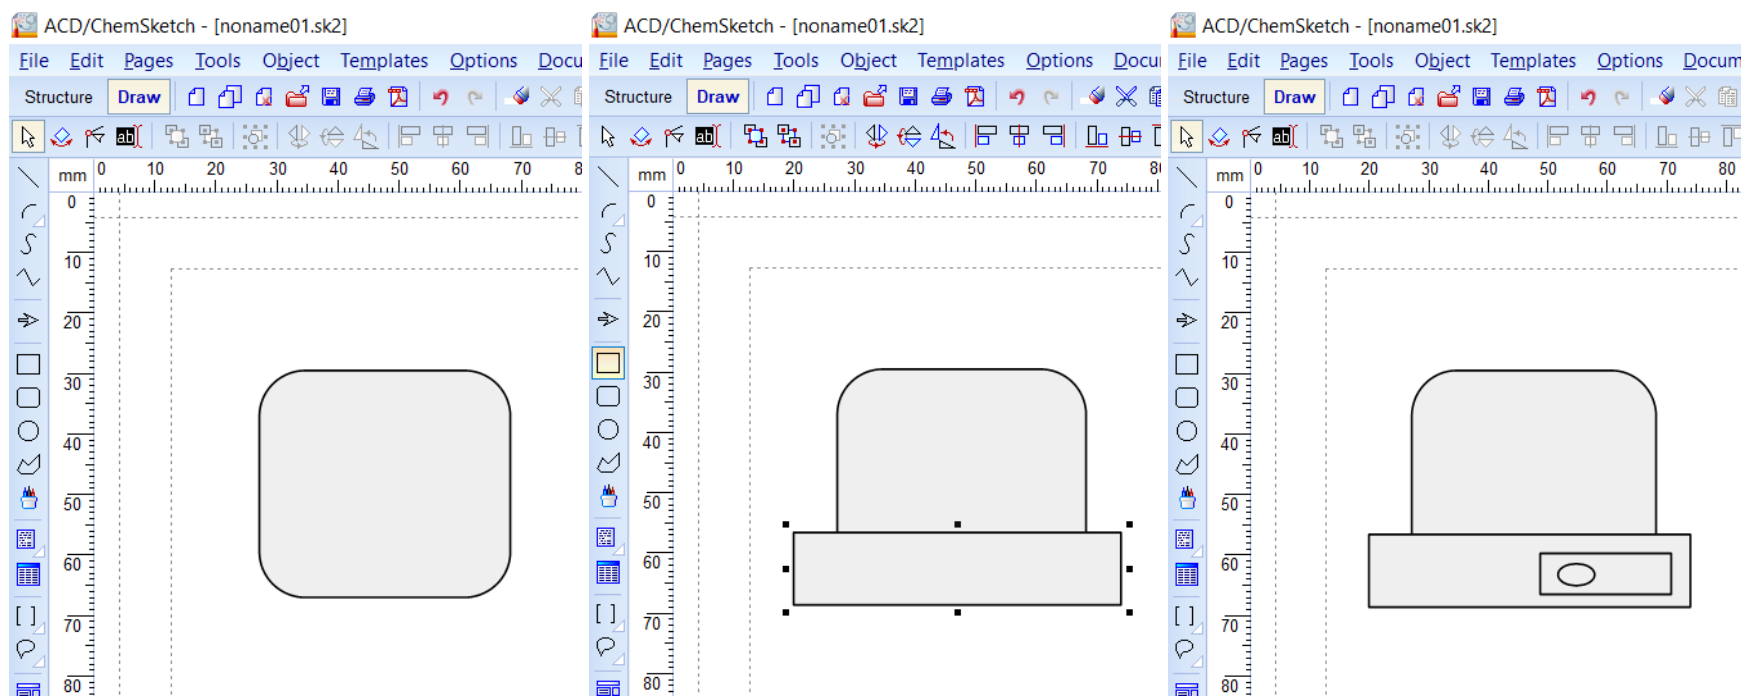 ACD/ChemSketch - [noname01.sk2]
File Edit Pages Tools Object Templates Options Docu
Structure Draw
ab
mm 0 10 20 30 40 50 60 70 8
0
10
20
30
40
50
60
70
80
ACD/ChemSketch - [noname01.sk2]
File Edit Pages Tools Object Templates Options Docur
Structure Draw
ab
mm 0 10 20 30 40 50 60 70 80
0
10
20
30
40
50
60
70
80
ACD/ChemSketch - [noname01.sk2]
File Edit Pages Tools Object Templates Options Docum
Structure Draw
ab
mm 0 10 20 30 40 50 60 70 80
0
10
20
30
40
50
60
70
80